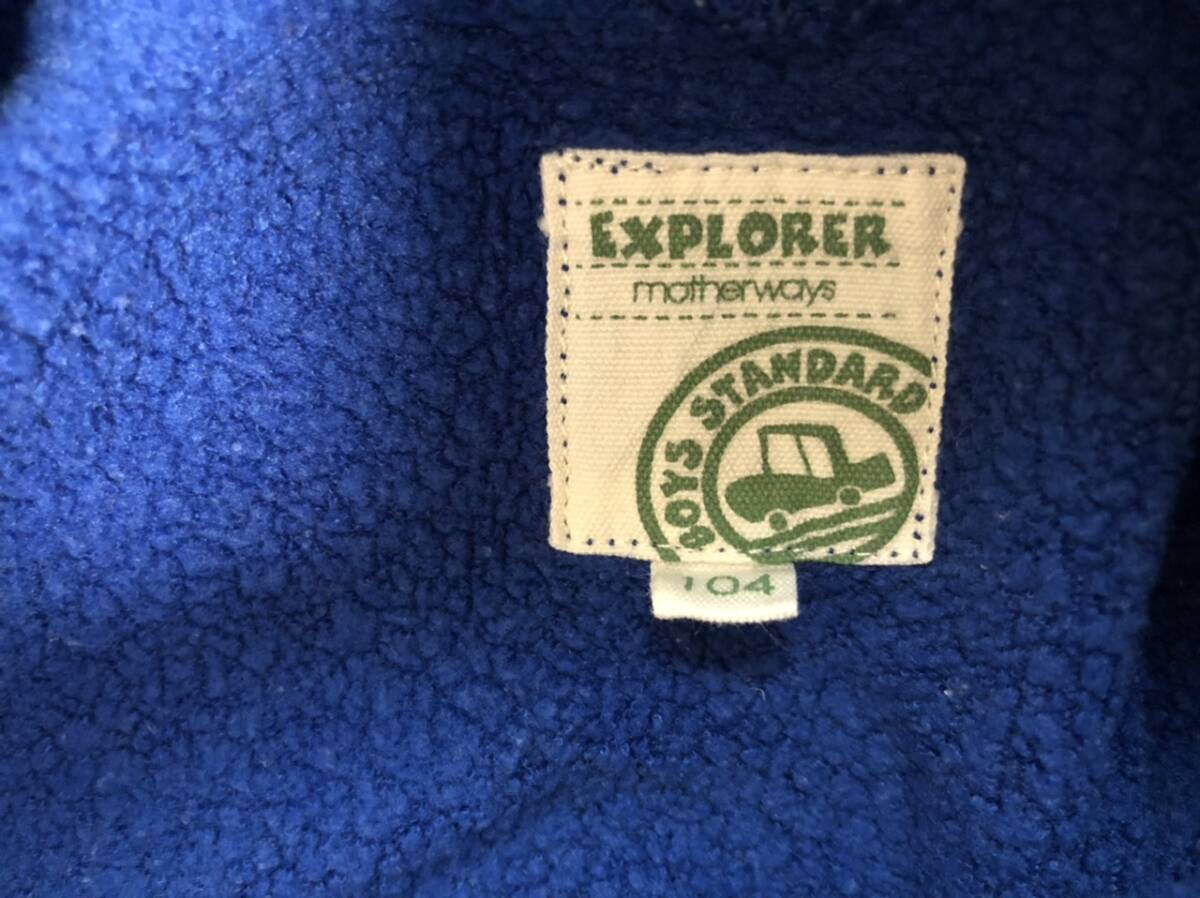 EXPLORER
motherways
BOYS STANDARD
104